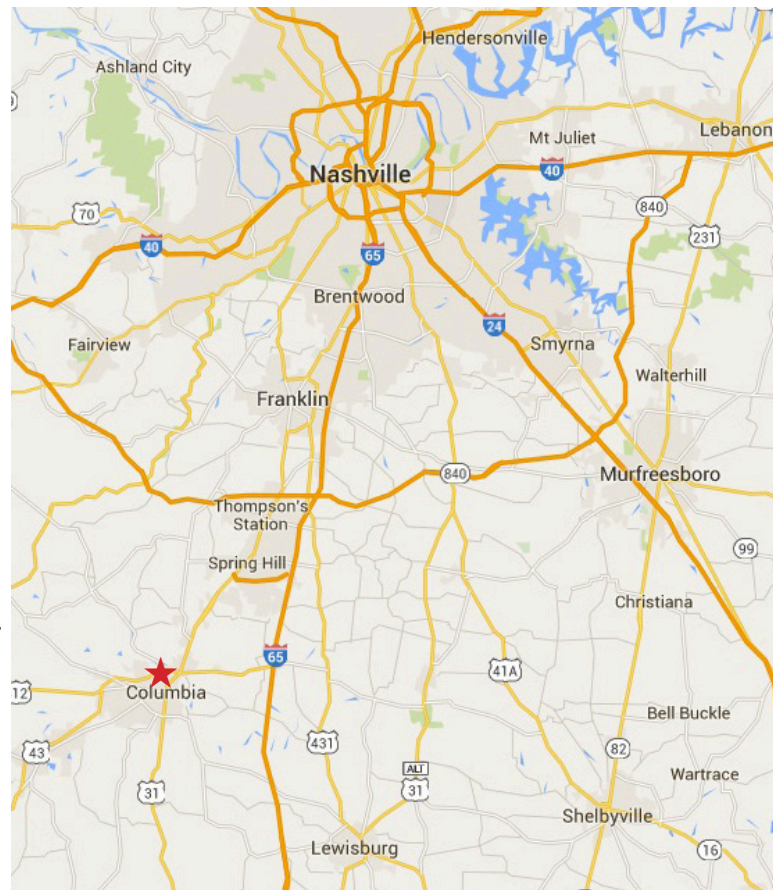 Hendersonville
Ashland City
Mt Juliet
Lebanon
Nashville
40
840
70
231
40
65
Brentwood
24
Smyrna
Fairview
Walterhill
Franklin
840
Murfreesboro
Thompson's
Station
99
Spring Hill
Christiana
65
41A
12
Columbia
Bell Buckle
43
431
82
ALT
31
31
Wartrace
Shelbyville
Lewisburg
16